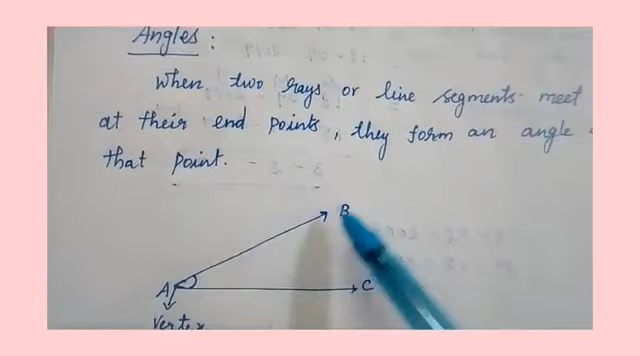 Angles :
When two rays or line segments meet
at their end points, they form an angle
that point.
B
A
C
Vertex